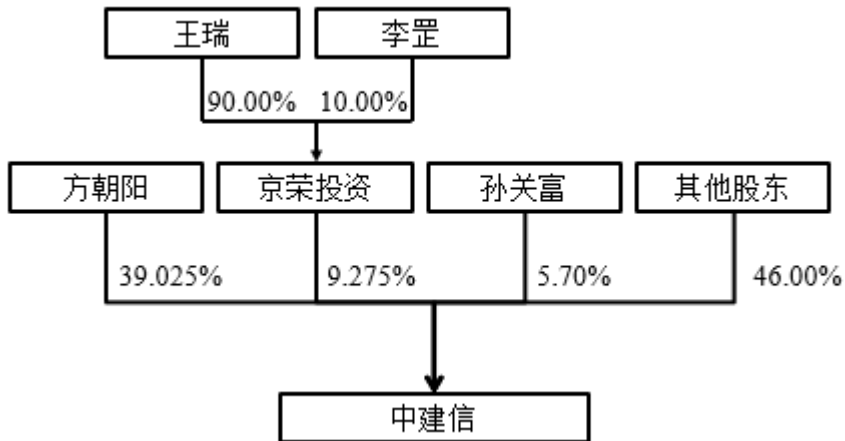 王瑞
李罡
90.00%
10.00%
方朝阳
京荣投资
孙关富
其他股东
39.025%
9.275%
5.70%
46.00%
中建信